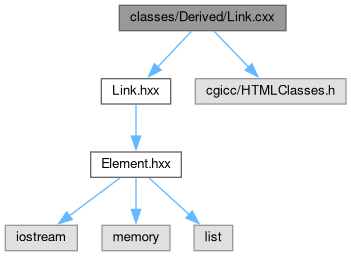 classes/Derived/Link.cxx
Link.hxx
cgicc/HTMLClasses.h
Element.hxx
iostream
memory
list